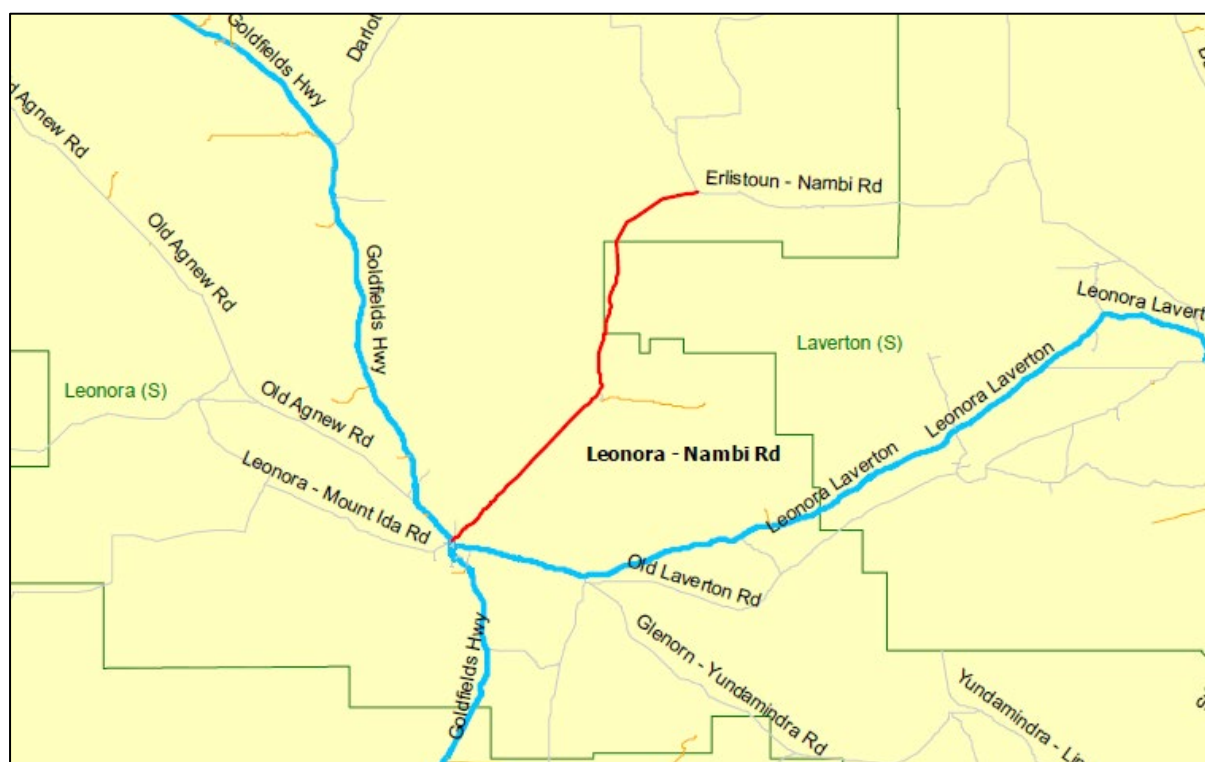 Goldfields Hwy
Darlot
Old Agnew Rd
Erlistoun - Nambi Rd
Old Agnew Rd
Goldfields Hwy
Leonora Lavert
Laverton (S)
Leonora (S)
Leonora Laverton
Old Agnew Rd
Leonora - Nambi Rd
Leonora - Mount Ida Rd
Leonora Laverton
Old Laverton Rd
Goldfields Hwy
Glenorn - Yundamindra Rd
Yundamindra - Lin